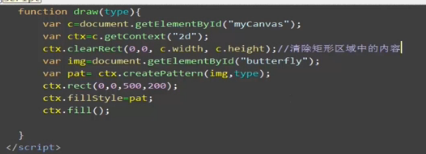 function draw(type){
var c=document.getElementById("myCanvas");
var ctx=c.getContext("2d");
ctx.clearRect(0,0, c.width, c.height);//清除矩形区域中的内容
var img=document.getElementById("butterfly");
var pat= ctx.createPattern(img,type);
ctx.rect(0,0,500,200);
ctx.fillStyle=pat;
ctx.fill();
}
</script>